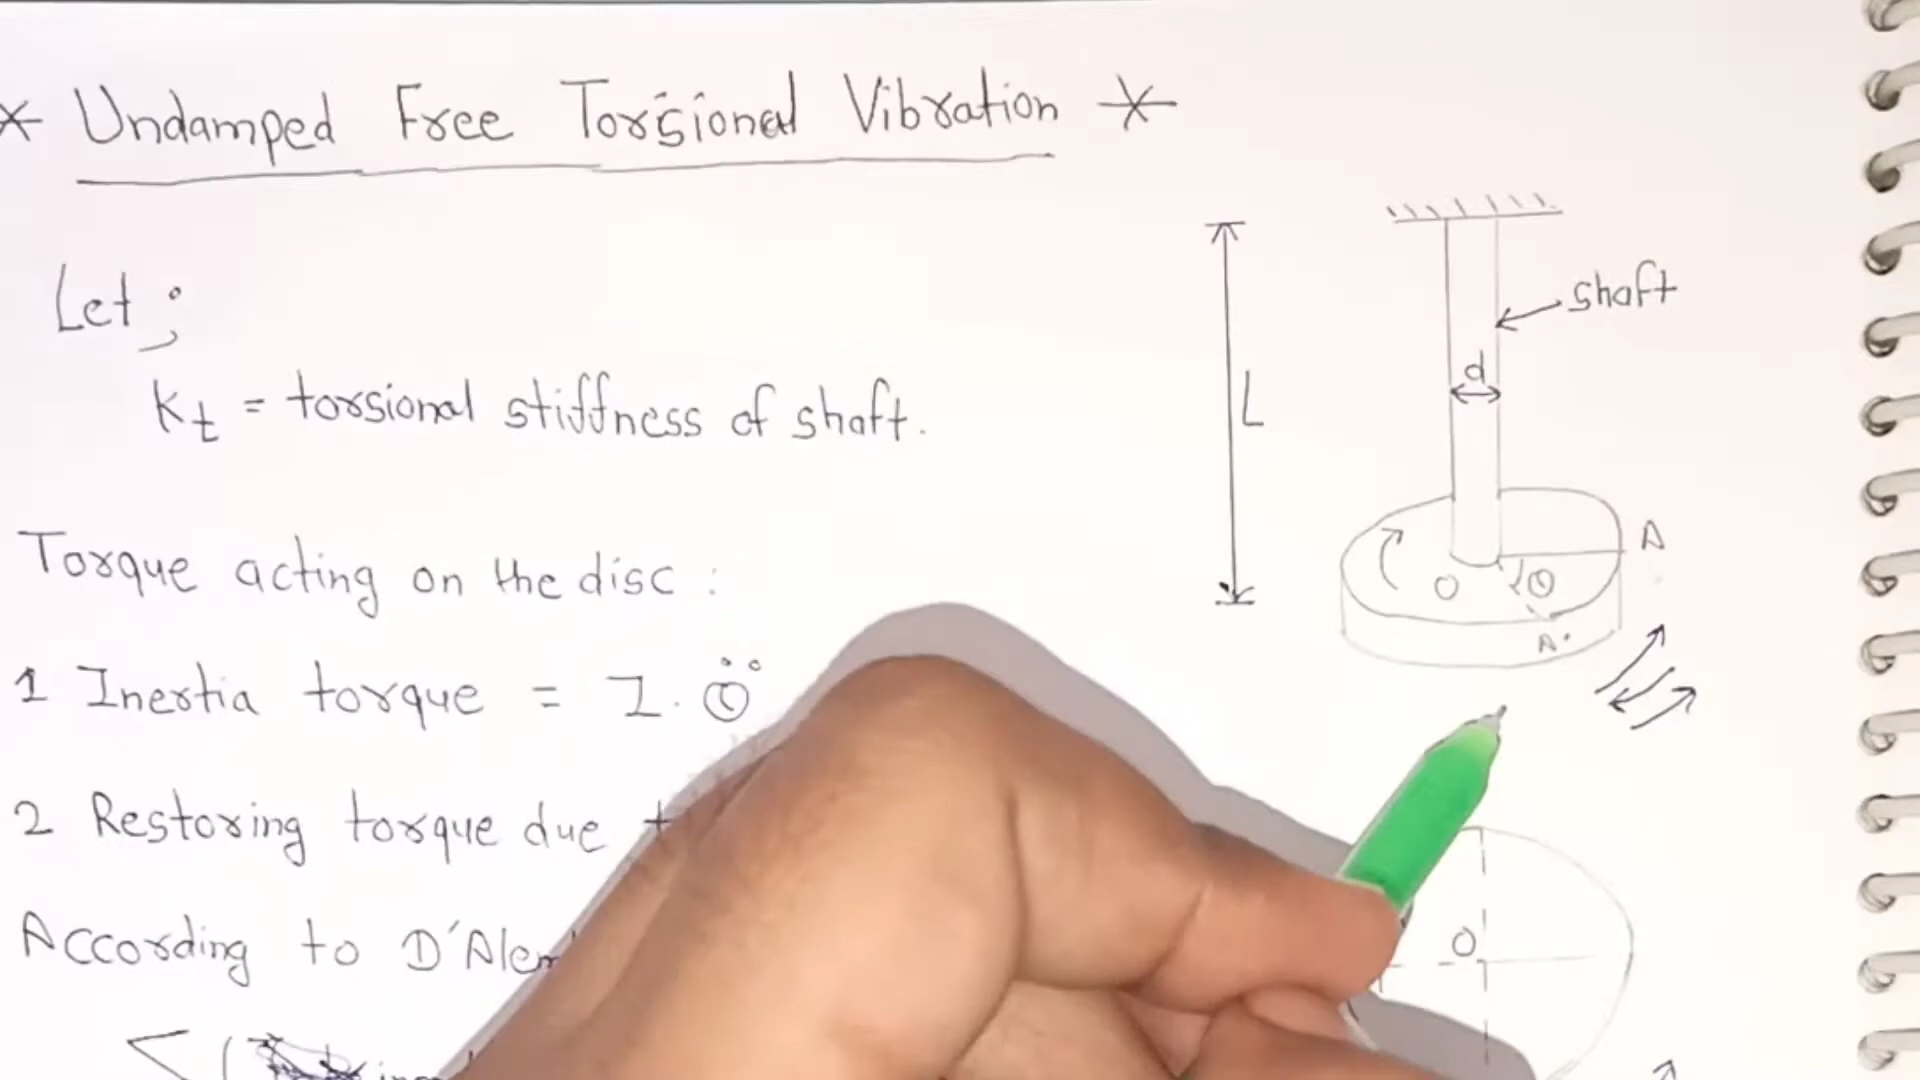 * Undamped Free Torsional Vibration *
Let ;
Kt = torsional stiffness of shaft.
Torque acting on the disc :
1 Inertia torque = I. Θ̈
2 Restoring torque due
According to
shaft
d
L
A
O
Θ
A'
O